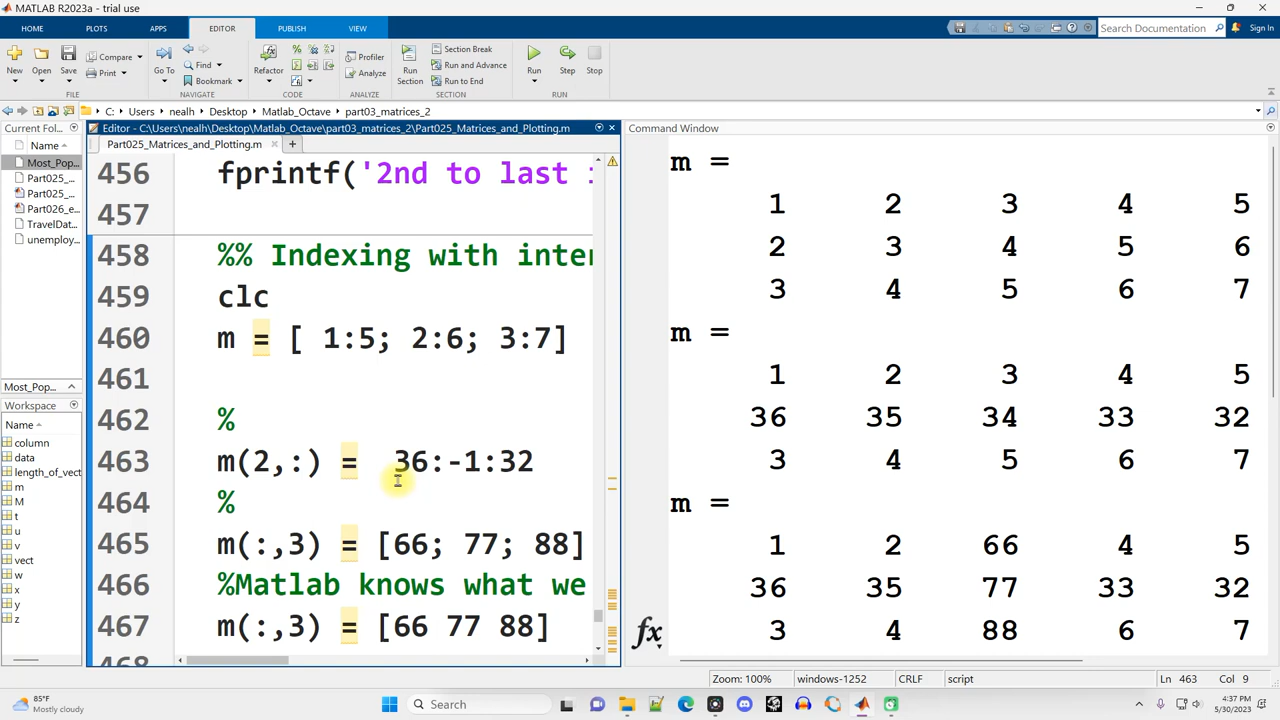 MATLAB R2023a - trial use
HOME PLOTS APPS EDITOR PUBLISH VIEW
Search Documentation
Sign In
New Open Save Compare Print Go To Find Bookmark Refactor Profiler Analyze Run Section Section Break Run and Advance Run to End Run Step Stop
FILE NAVIGATE CODE ANALYZE SECTION RUN
C: Users nealh Desktop Matlab_Octave part03_matrices_2
Current Fol...
Name
Most_Pop...
Part025_...
Part025_...
Part026_e...
TravelDat...
unemploy...
Most_Pop...
Workspace
Name
column
data
length_of_vect
m
M
t
u
v
vect
w
x
y
z
Editor - C:\Users\nealh\Desktop\Matlab_Octave\part03_matrices_2\Part025_Matrices_and_Plotting.m
Part025_Matrices_and_Plotting.m
456 fprintf('2nd to last i
457
458 %% Indexing with inter
459 clc
460 m = [ 1:5; 2:6; 3:7]
461
462 %
463 m(2,:) = 36:-1:32
464 %
465 m(:,3) = [66; 77; 88]
466 %Matlab knows what we
467 m(:,3) = [66 77 88]
468
Command Window
m =
1 2 3 4 5
2 3 4 5 6
3 4 5 6 7
m =
1 2 3 4 5
36 35 34 33 32
3 4 5 6 7
m =
1 2 66 4 5
36 35 77 33 32
3 4 88 6 7
fx
Zoom: 100% windows-1252 CRLF script Ln 463 Col 9
85°F
Mostly cloudy
Search
4:37 PM
5/30/2023